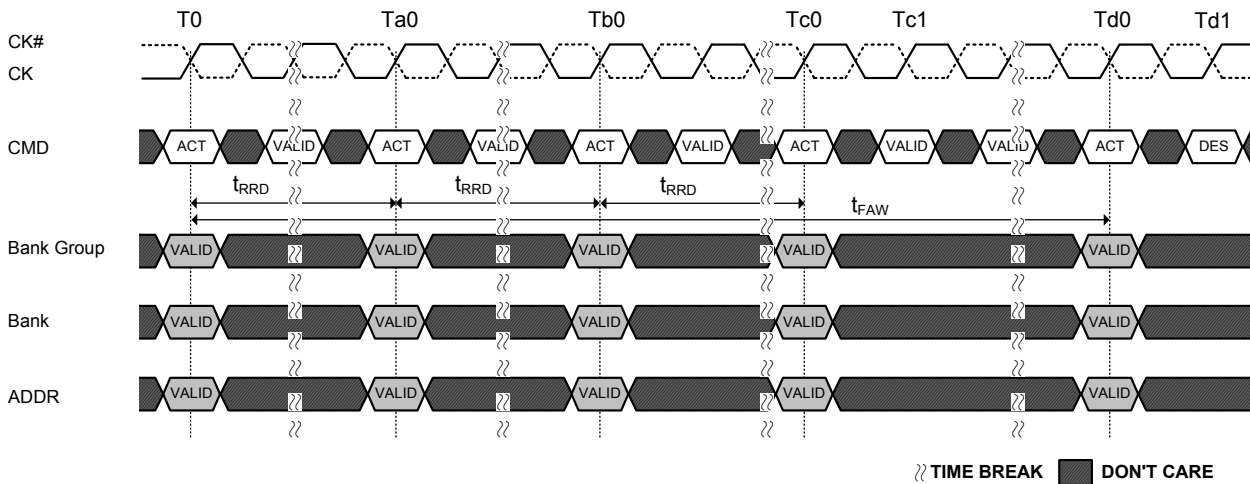 T0 Ta0 Tb0 Tc0 Tc1 Td0 Td1
CK#
CK
CMD ACT VALID ACT VALID ACT VALID ACT VALID VALID ACT DES
tRRD tRRD tRRD
tFAW
Bank Group VALID VALID VALID VALID VALID
Bank VALID VALID VALID VALID VALID
ADDR VALID VALID VALID VALID VALID
TIME BREAK DON'T CARE